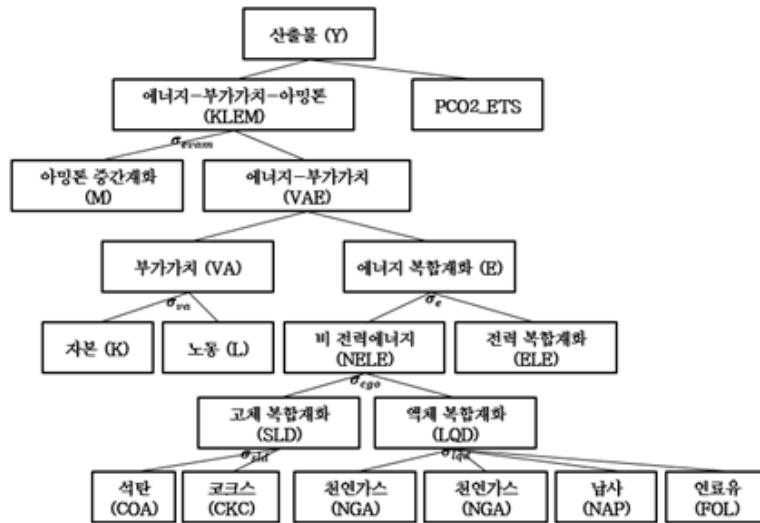 산출물 (Y)
에너지-부가가치-아밍톤
(KLEM)
PCO2_ETS
σevam
아밍톤 중간재화
(M)
에너지-부가가치
(VAE)
부가가치 (VA)
에너지 복합재화 (E)
σva
σe
자본 (K)
노동 (L)
비 전력에너지
(NELE)
전력 복합재화
(ELE)
σego
고체 복합재화
(SLD)
액체 복합재화
(LQD)
σsld
σlqd
석탄
(COA)
코크스
(CKC)
천연가스
(NGA)
천연가스
(NGA)
납사
(NAP)
연료유
(FOL)